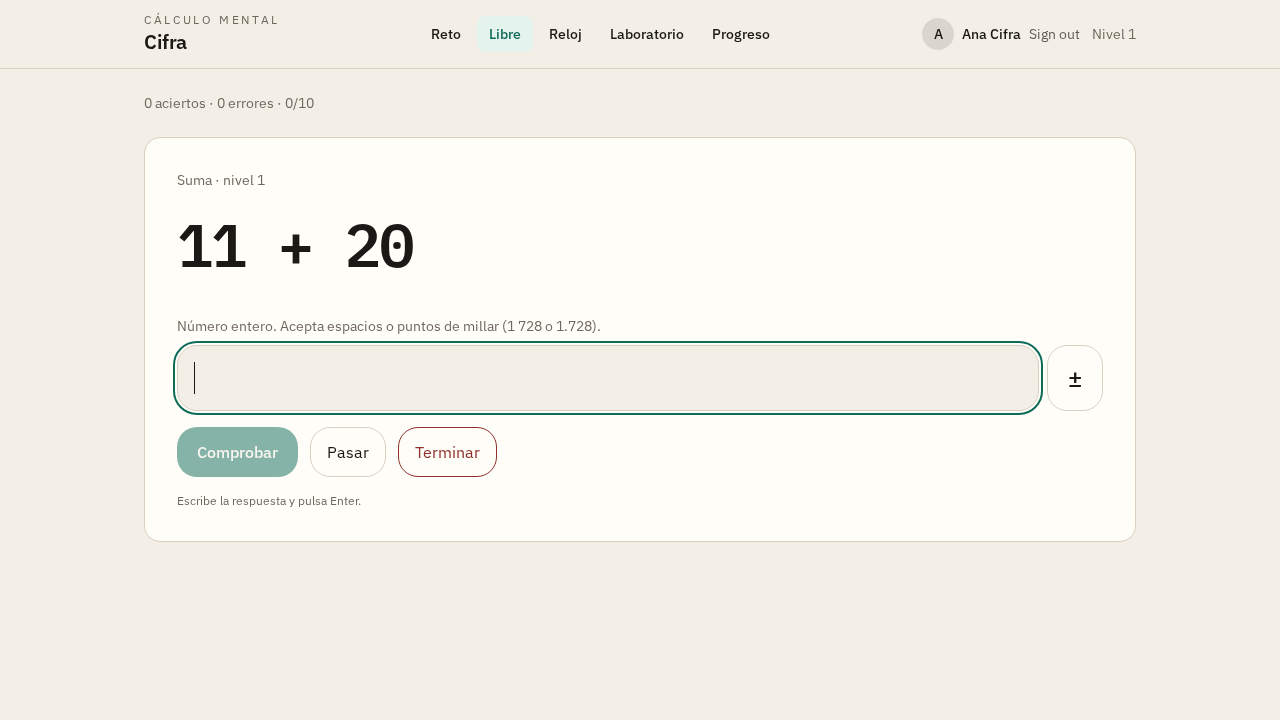 CÁLCULO MENTAL
Cifra
Reto
Libre
Reloj
Laboratorio
Progreso
A
Ana Cifra
Sign out
Nivel 1
0 aciertos · 0 errores · 0/10
Suma · nivel 1
11 + 20
Número entero. Acepta espacios o puntos de millar (1 728 o 1.728).
±
Comprobar
Pasar
Terminar
Escribe la respuesta y pulsa Enter.